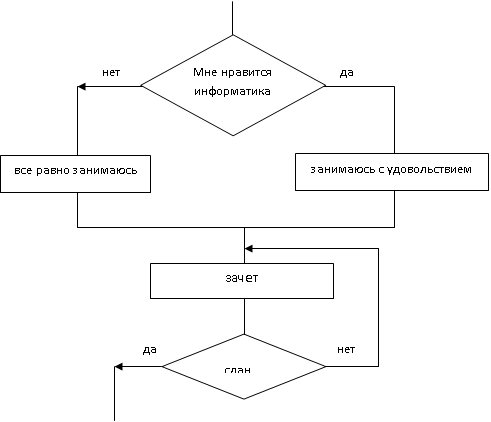 Мне нравится
нет
да
информатика
все равно занимаюсь
занимаюсь с удовольствием
зачет
да
нет
сдан